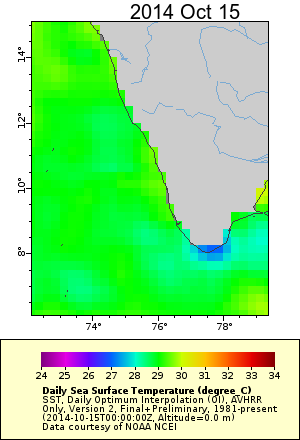 2014 Oct 15
14°
12°
10°
8°
74°
76°
78°
24 25 26 27 28 29 30 31 32 33 34
Daily Sea Surface Temperature (degree_C)
SST, Daily Optimum Interpolation (OI), AVHRR
Only, Version 2, Final+Preliminary, 1981-present
(2014-10-15T00:00:00Z, Altitude=0.0 m)
Data courtesy of NOAA NCEI